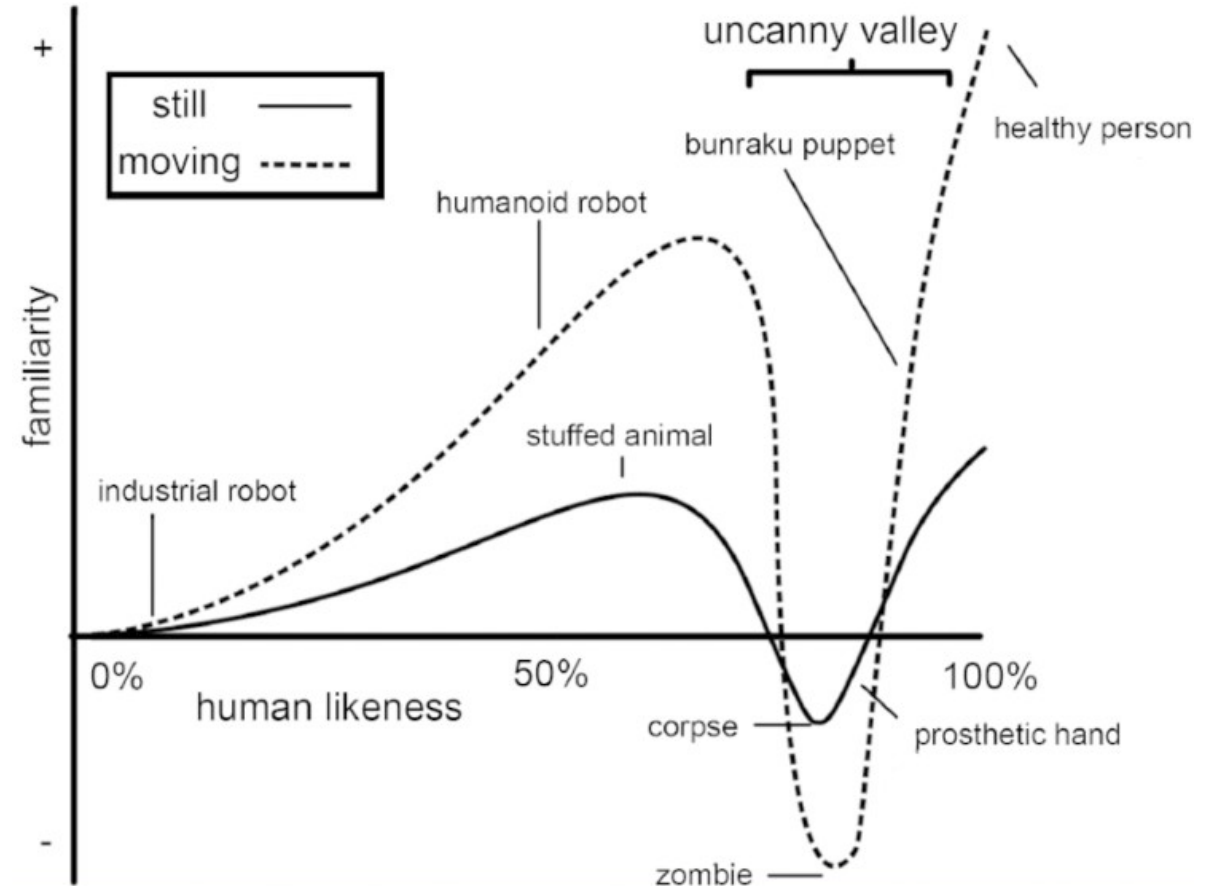 +
uncanny valley
still
moving
healthy person
bunraku puppet
humanoid robot
familiarity
stuffed animal
industrial robot
0%
50%
100%
human likeness
corpse
prosthetic hand
-
zombie